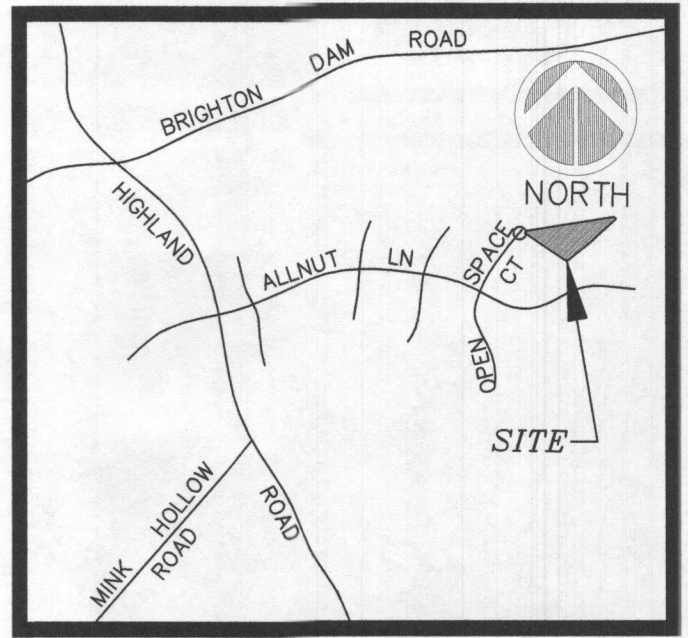 BRIGHTON DAM ROAD
NORTH
HIGHLAND ROAD
ALLNUT LN
OPEN SPACE CT
SITE
MINK HOLLOW ROAD